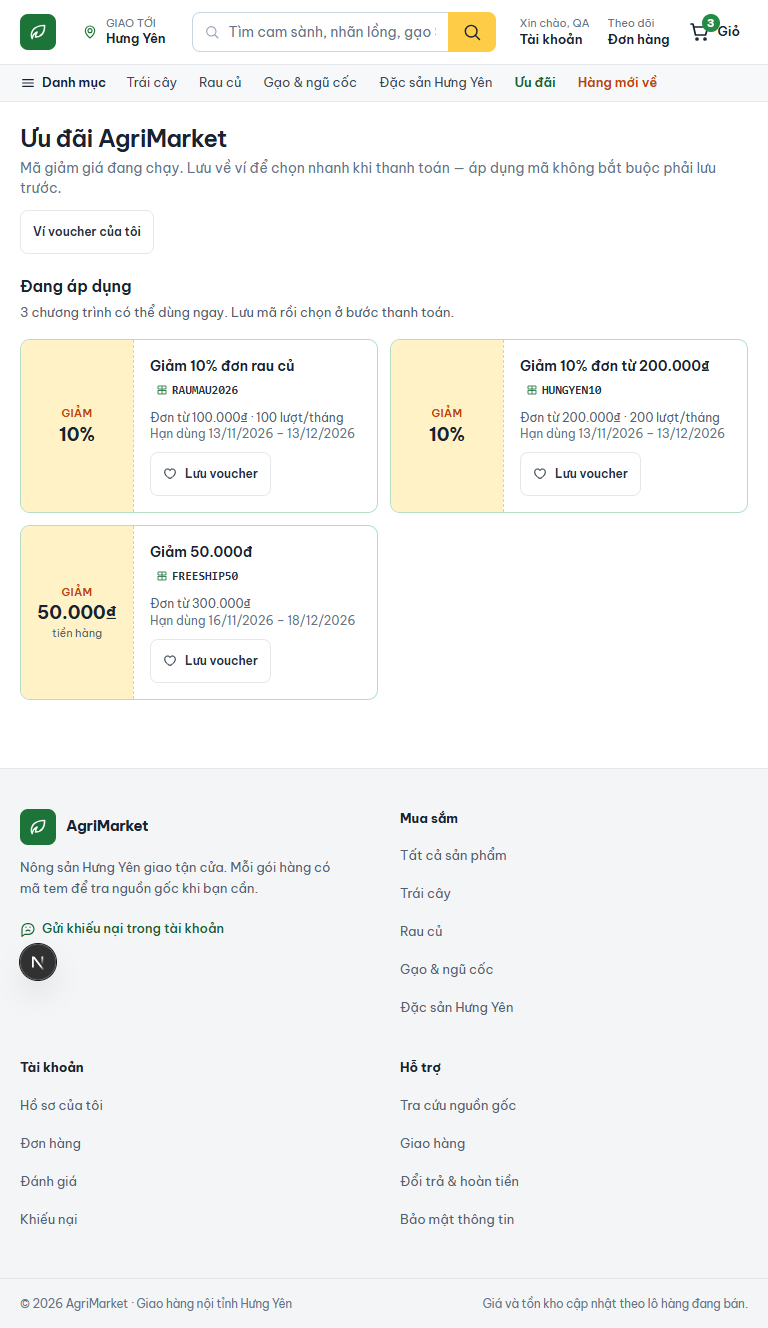 GIAO TỚI
Hưng Yên
Tìm cam sành, nhãn lồng, gạo
Xin chào, QA
Tài khoản
Theo dõi
Đơn hàng
3
Giỏ
Danh mục
Trái cây
Rau củ
Gạo & ngũ cốc
Đặc sản Hưng Yên
Ưu đãi
Hàng mới về
Ưu đãi AgriMarket
Mã giảm giá đang chạy. Lưu về ví để chọn nhanh khi thanh toán — áp dụng mã không bắt buộc phải lưu
trước.
Ví voucher của tôi
Đang áp dụng
3 chương trình có thể dùng ngay. Lưu mã rồi chọn ở bước thanh toán.
GIẢM
10%
Giảm 10% đơn rau củ
RAUMAU2026
Đơn từ 100.000₫ · 100 lượt/tháng
Hạn dùng 13/11/2026 – 13/12/2026
Lưu voucher
GIẢM
10%
Giảm 10% đơn từ 200.000₫
HUNGYEN10
Đơn từ 200.000₫ · 200 lượt/tháng
Hạn dùng 13/11/2026 – 13/12/2026
Lưu voucher
GIẢM
50.000₫
tiền hàng
Giảm 50.000đ
FREESHIP50
Đơn từ 300.000₫
Hạn dùng 16/11/2026 – 18/12/2026
Lưu voucher
AgriMarket
Nông sản Hưng Yên giao tận cửa. Mỗi gói hàng có
mã tem để tra nguồn gốc khi bạn cần.
Gửi khiếu nại trong tài khoản
N
Mua sắm
Tất cả sản phẩm
Trái cây
Rau củ
Gạo & ngũ cốc
Đặc sản Hưng Yên
Tài khoản
Hồ sơ của tôi
Đơn hàng
Đánh giá
Khiếu nại
Hỗ trợ
Tra cứu nguồn gốc
Giao hàng
Đổi trả & hoàn tiền
Bảo mật thông tin
© 2026 AgriMarket · Giao hàng nội tỉnh Hưng Yên
Giá và tồn kho cập nhật theo lô hàng đang bán.